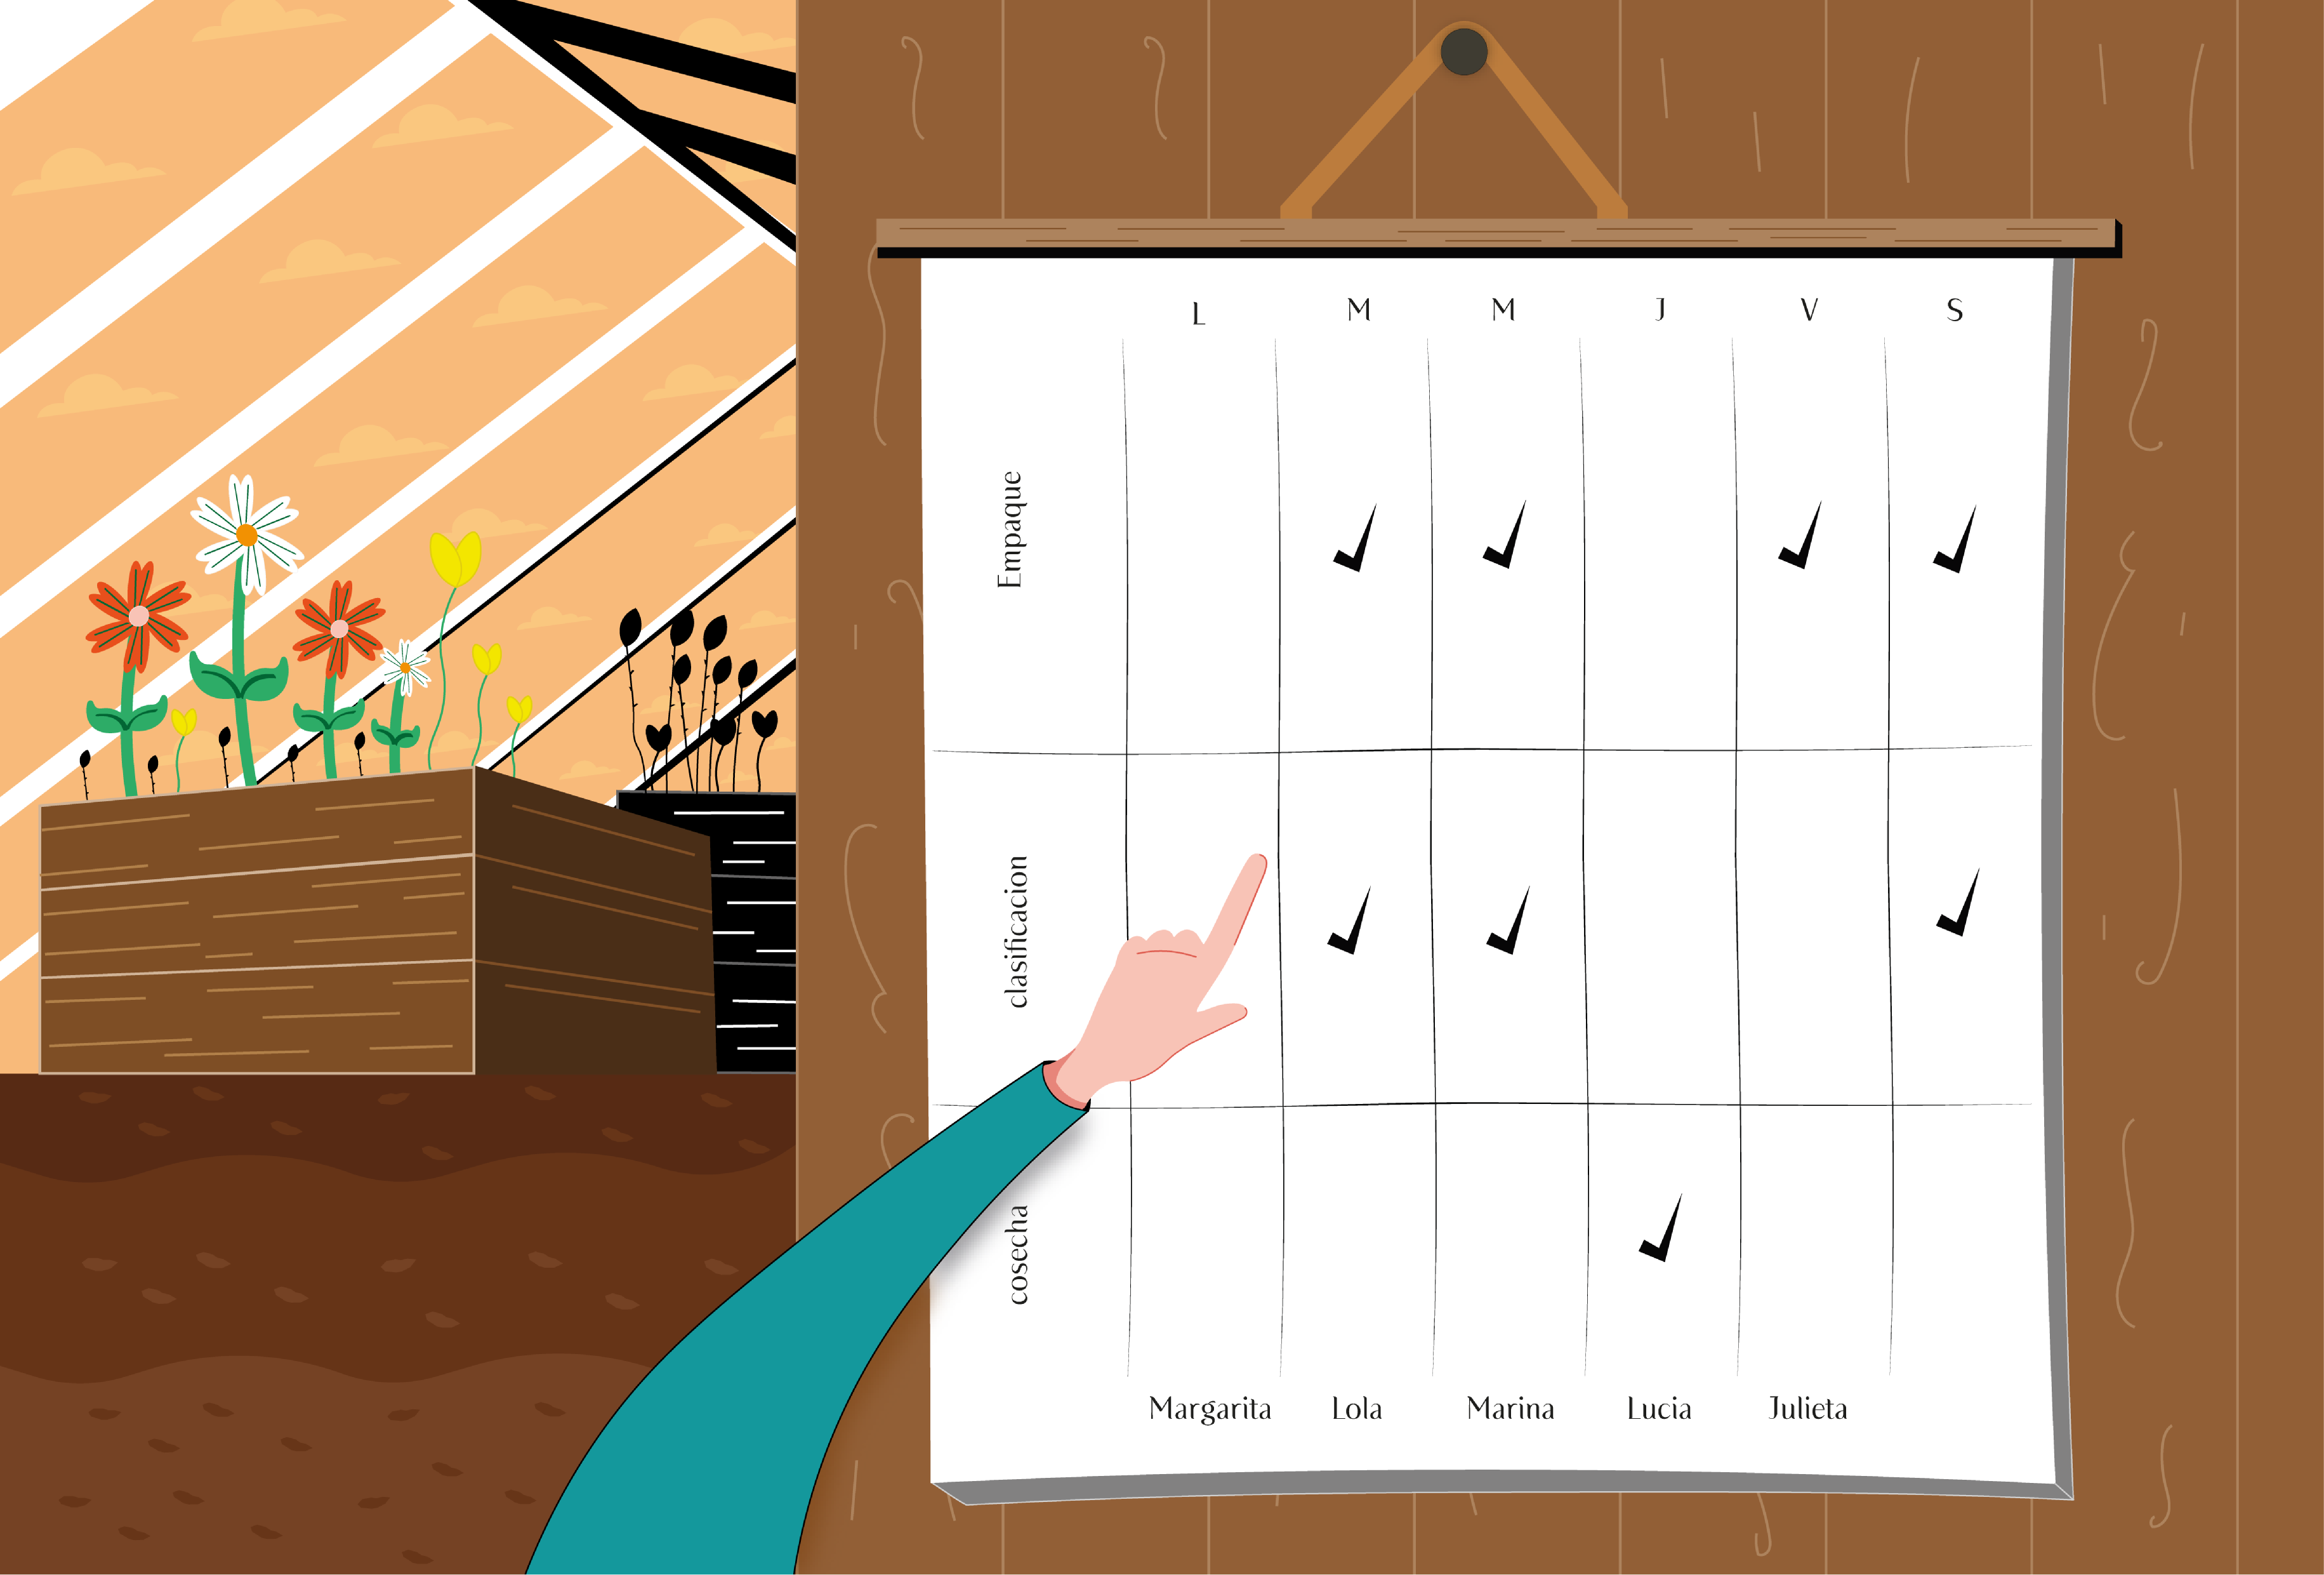 L M M J V S
Empaque
clasificacion
cosecha
Margarita Lola Marina Lucia Julieta